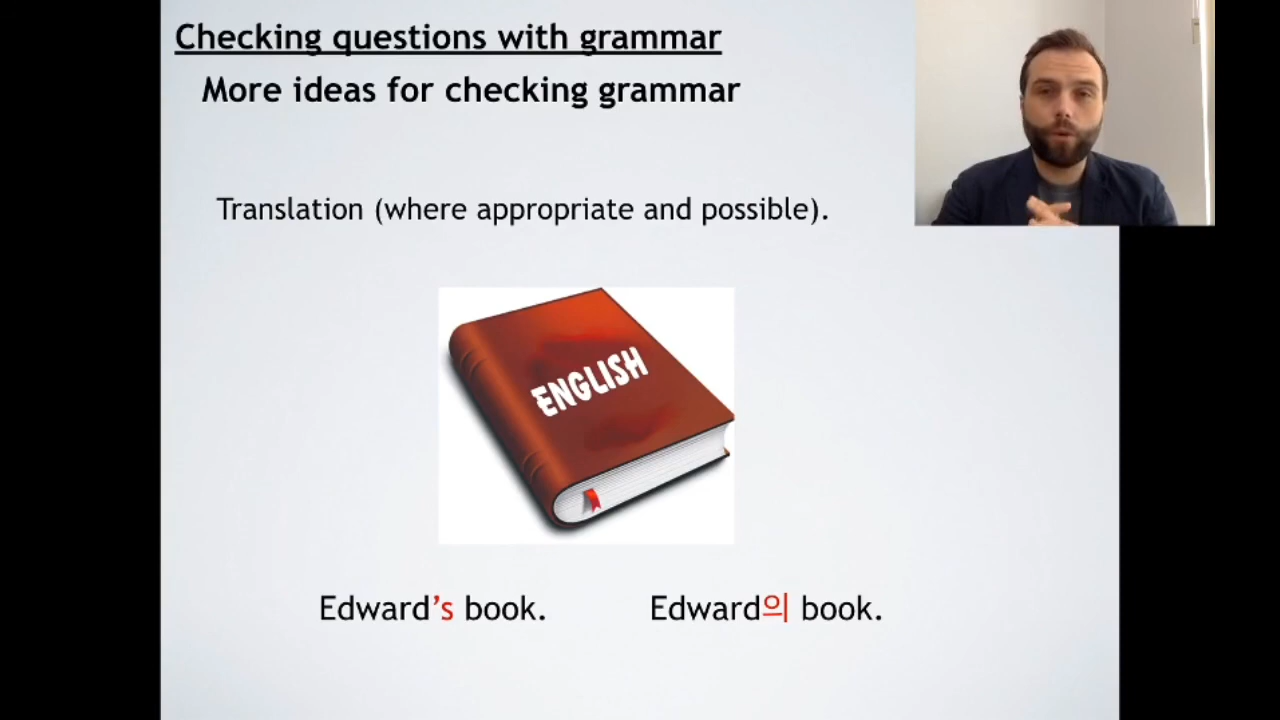 Checking questions with grammar
More ideas for checking grammar
Translation (where appropriate and possible).
ENGLISH
Edward's book. Edward의 book.